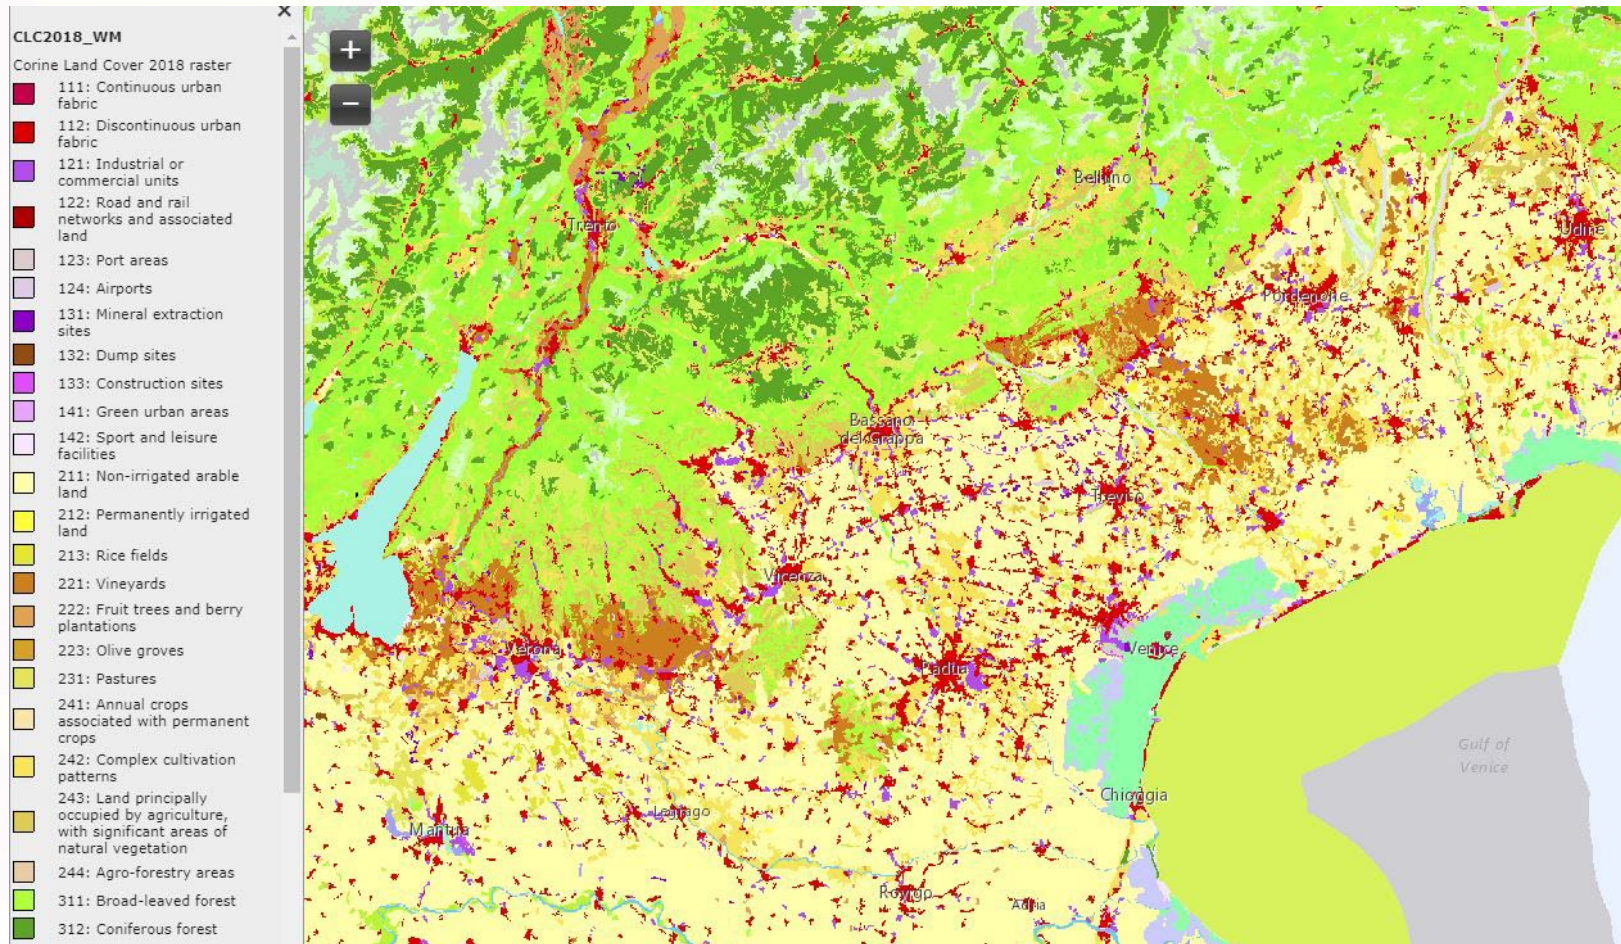 CLC2018_WM
Corine Land Cover 2018 raster
111: Continuous urban
fabric
112: Discontinuous urban
fabric
121: Industrial or
commercial units
122: Road and rail
networks and associated
land
123: Port areas
124: Airports
131: Mineral extraction
sites
132: Dump sites
133: Construction sites
141: Green urban areas
142: Sport and leisure
facilities
211: Non-irrigated arable
land
212: Permanently irrigated
land
213: Rice fields
221: Vineyards
222: Fruit trees and berry
plantations
223: Olive groves
231: Pastures
241: Annual crops
associated with permanent
crops
242: Complex cultivation
patterns
243: Land principally
occupied by agriculture,
with significant areas of
natural vegetation
244: Agro-forestry areas
311: Broad-leaved forest
312: Coniferous forest
+
−
Belluno
Trento
Udine
Pordenone
Bassano
del Grappa
Treviso
Vicenza
Verona
Padua
Venice
Gulf of
Venice
Chioggia
Legnago
Mantua
Rovigo
Adria